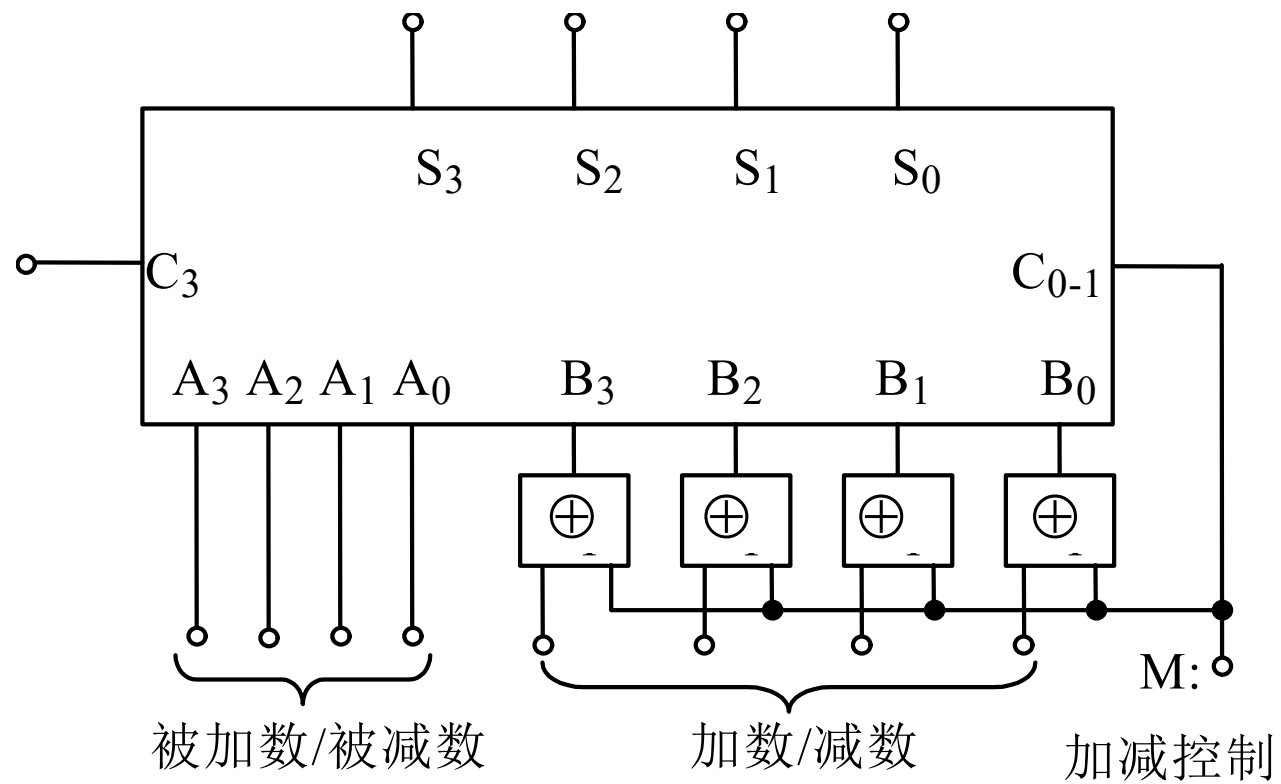 S3 S2 S1 S0
C3 C0-1
A3 A2 A1 A0 B3 B2 B1 B0
⊕ ⊕ ⊕ ⊕
M:
被加数/被减数 加数/减数 加减控制